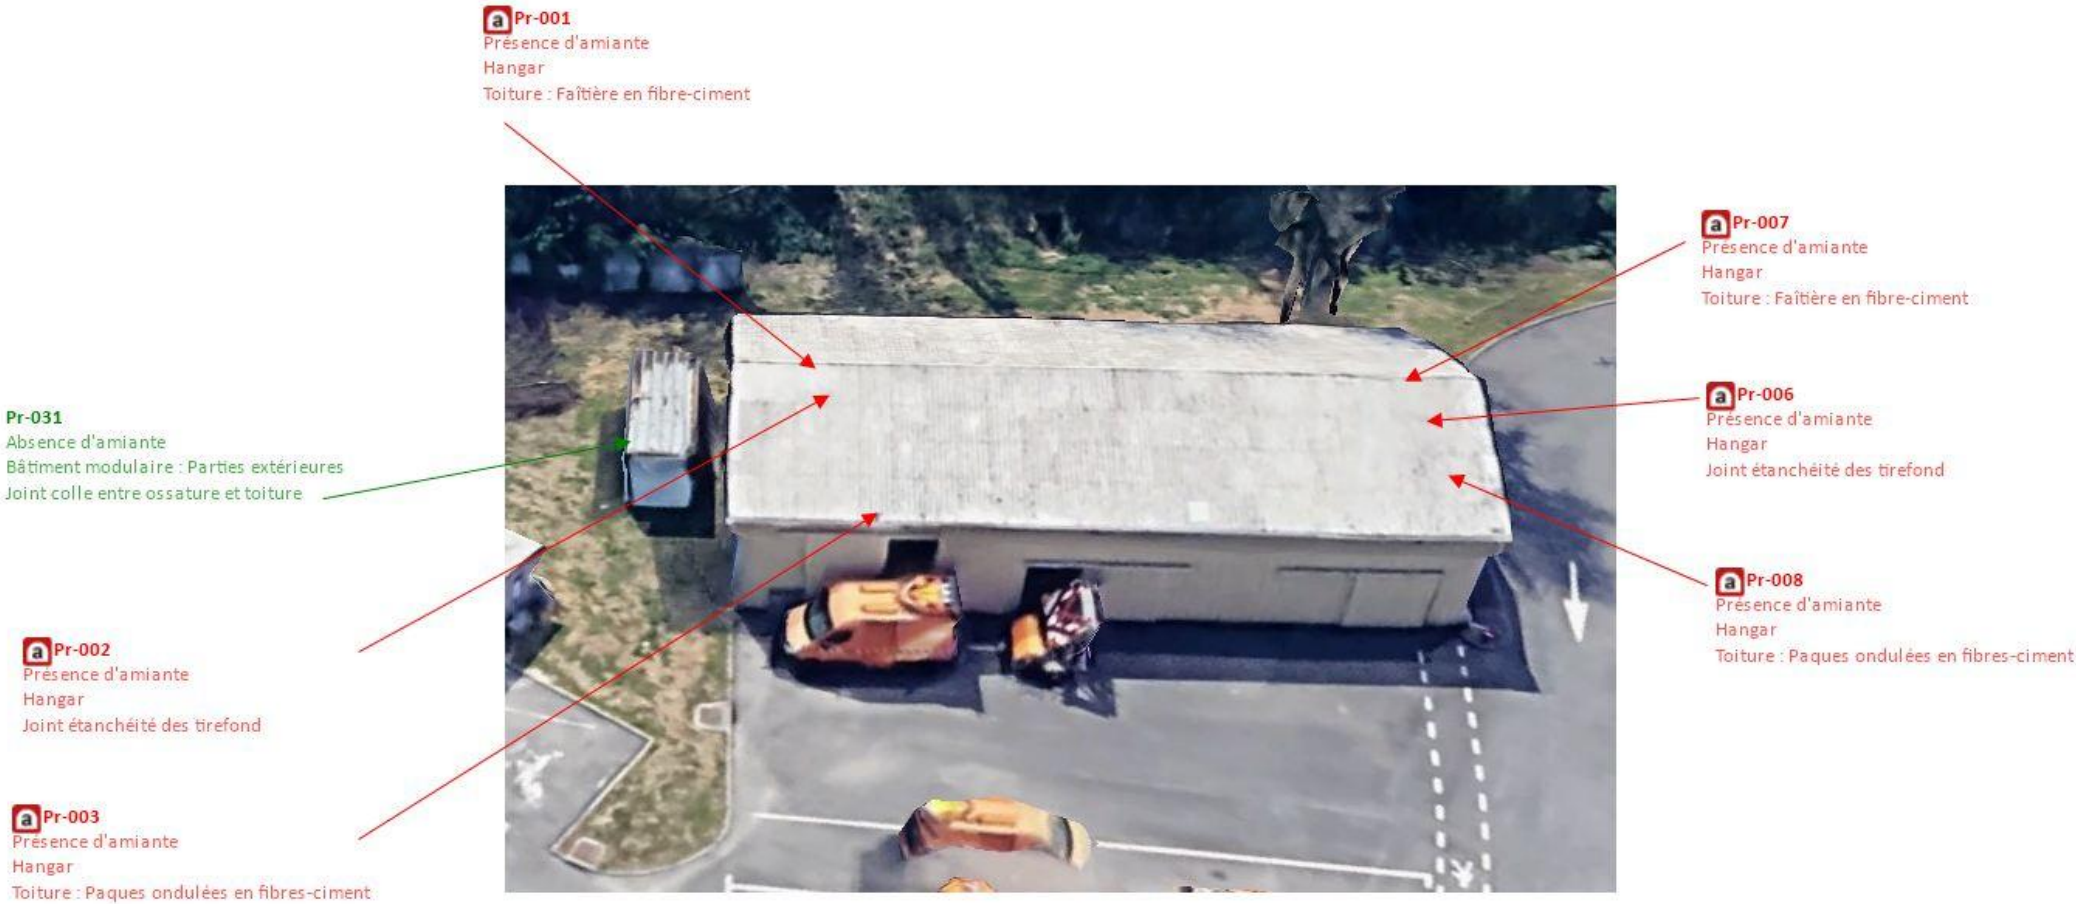 a Pr-001
Présence d'amiante
Hangar
Toiture : Faîtière en fibre-ciment
a Pr-007
Présence d'amiante
Hangar
Toiture : Faîtière en fibre-ciment
a Pr-006
Présence d'amiante
Hangar
Joint étanchéité des tirefond
Pr-031
Absence d'amiante
Bâtiment modulaire : Parties extérieures
Joint colle entre ossature et toiture
a Pr-008
Présence d'amiante
Hangar
Toiture : Paques ondulées en fibres-ciment
a Pr-002
Présence d'amiante
Hangar
Joint étanchéité des tirefond
a Pr-003
Présence d'amiante
Hangar
Toiture : Paques ondulées en fibres-ciment